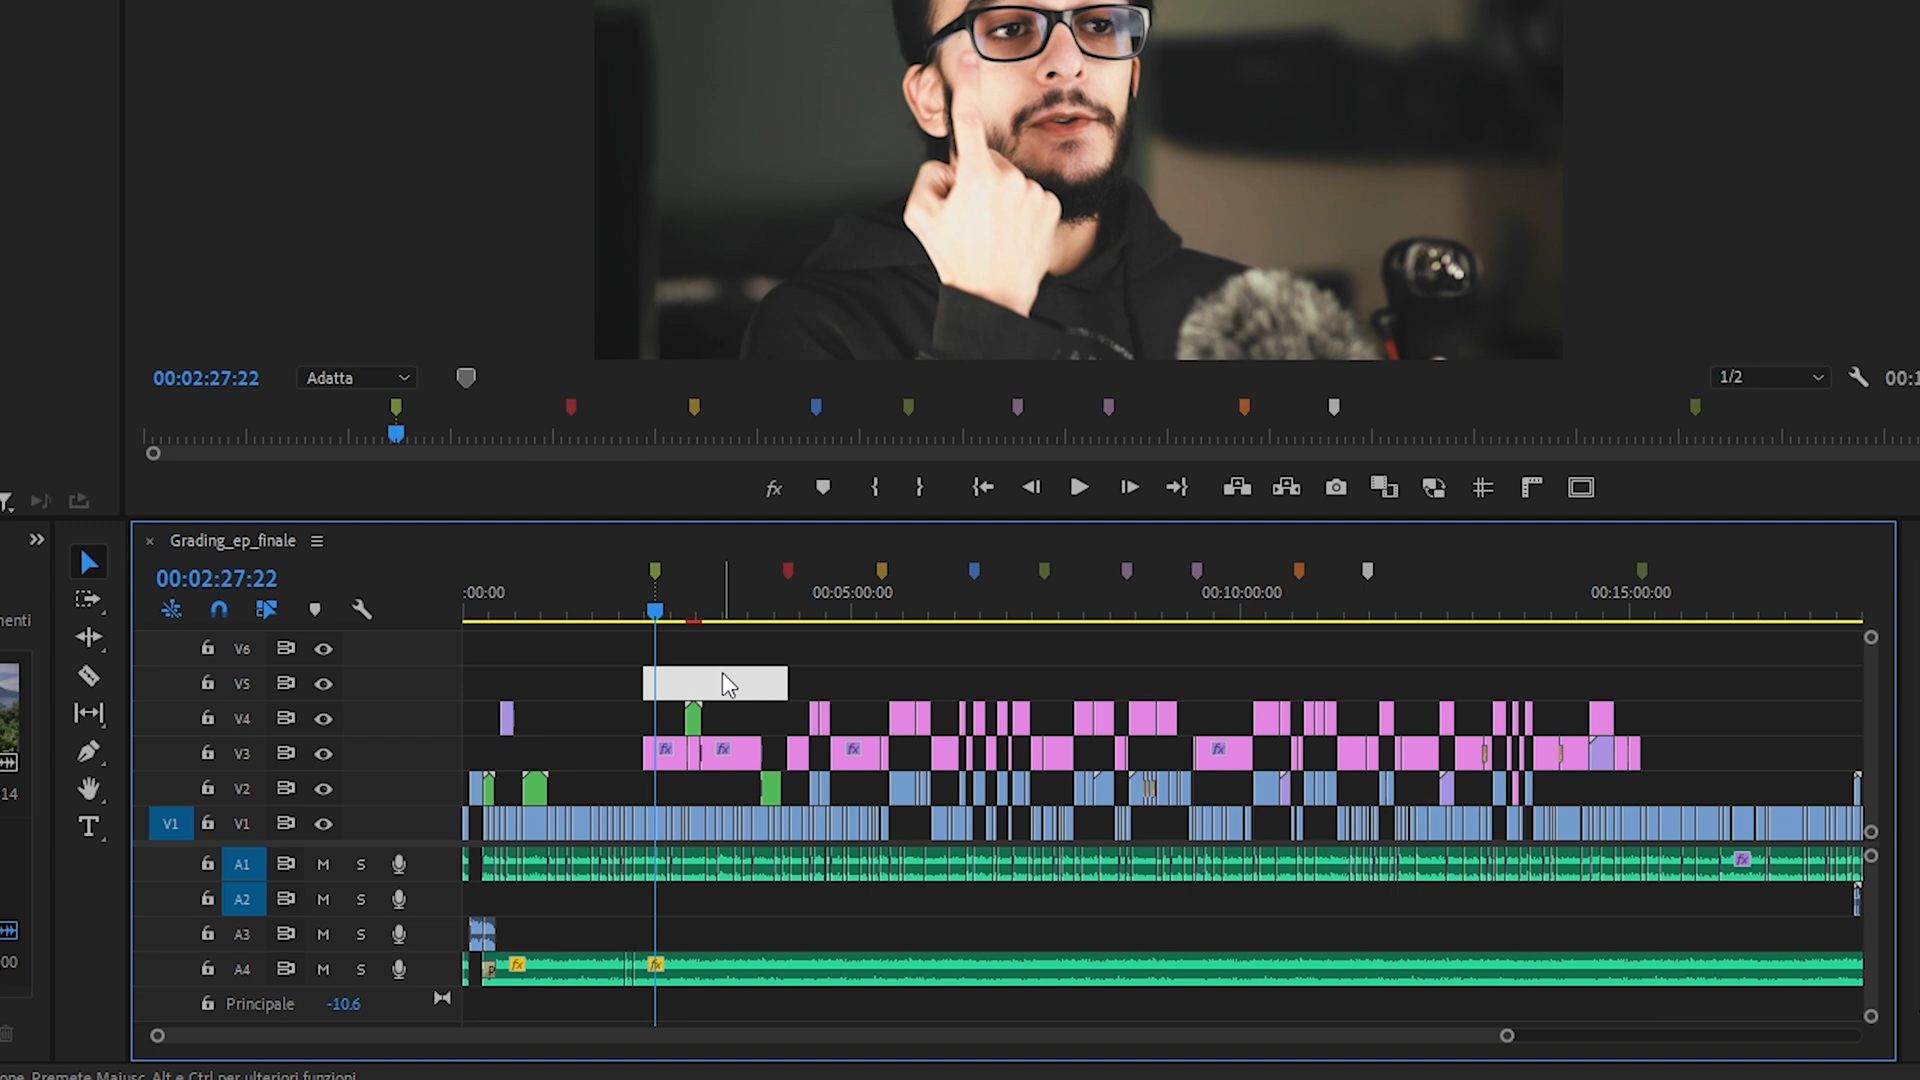 00:02:27:22
Adatta
1/2
00:1
fx
Grading_ep_finale
00:02:27:22
:00:00
00:05:00:00
00:10:00:00
00:15:00:00
enti
14
00
T
V6
V5
V4
V3
fx
fx
fx
fx
V2
V1
V1
A1
M
S
fx
A2
M
S
A3
M
S
A4
M
S
fx
fx
Principale
-10.6
one. Premete Maiusc, Alt e Ctrl per ulteriori funzioni.